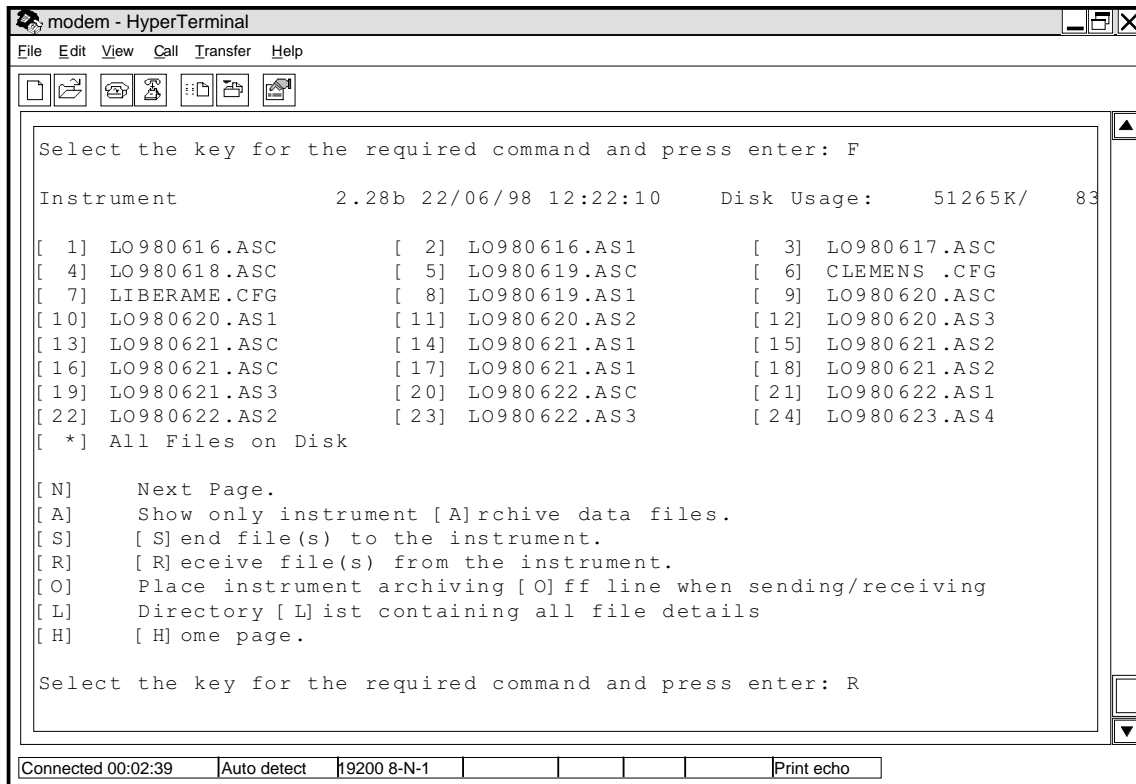 modem - HyperTerminal
File Edit View Call Transfer Help
Select the key for the required command and press enter: F
Instrument 2.28b 22/06/98 12:22:10 Disk Usage: 51265K/ 83
[ 1] LO980616.ASC [ 2] LO980616.AS1 [ 3] LO980617.ASC
[ 4] LO980618.ASC [ 5] LO980619.ASC [ 6] CLEMENS .CFG
[ 7] LIBERAME.CFG [ 8] LO980619.AS1 [ 9] LO980620.ASC
[10] LO980620.AS1 [11] LO980620.AS2 [12] LO980620.AS3
[13] LO980621.ASC [14] LO980621.AS1 [15] LO980621.AS2
[16] LO980621.ASC [17] LO980621.AS1 [18] LO980621.AS2
[19] LO980621.AS3 [20] LO980622.ASC [21] LO980622.AS1
[22] LO980622.AS2 [23] LO980622.AS3 [24] LO980623.AS4
[ *] All Files on Disk
[N] Next Page.
[A] Show only instrument [A]rchive data files.
[S] [S]end file(s) to the instrument.
[R] [R]eceive file(s) from the instrument.
[O] Place instrument archiving [O]ff line when sending/receiving
[L] Directory [L]ist containing all file details
[H] [H]ome page.
Select the key for the required command and press enter: R
Connected 00:02:39 Auto detect 19200 8-N-1 Print echo